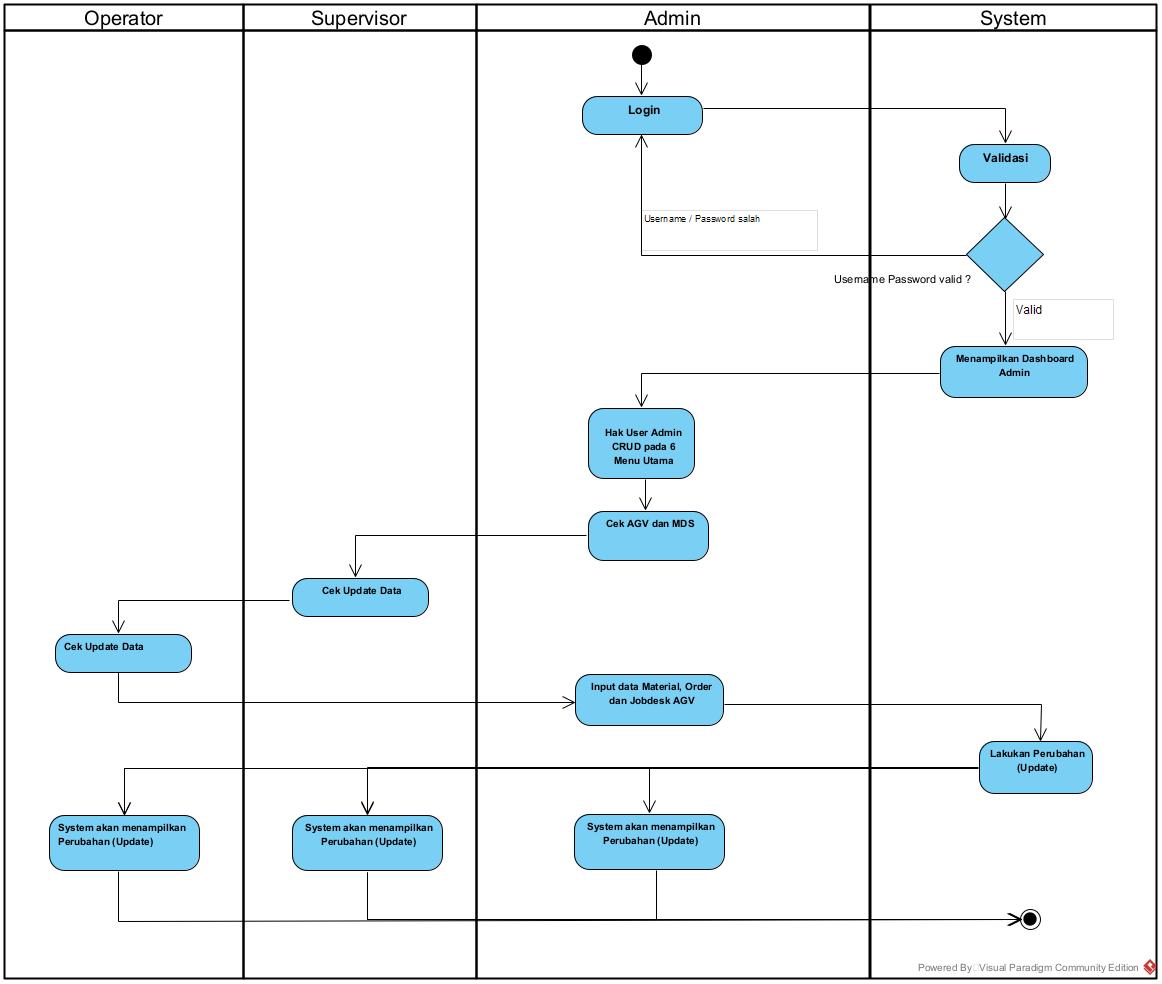 Operator
Supervisor
Admin
System
Login
Validasi
Username / Password salah
Username Password valid ?
Valid
Menampilkan Dashboard
Admin
Hak User Admin
CRUD pada 6
Menu Utama
Cek AGV dan MDS
Cek Update Data
Cek Update Data
Input data Material, Order
dan Jobdesk AGV
Lakukan Perubahan
(Update)
System akan menampilkan
Perubahan (Update)
System akan menampilkan
Perubahan (Update)
System akan menampilkan
Perubahan (Update)
Powered By Visual Paradigm Community Edition